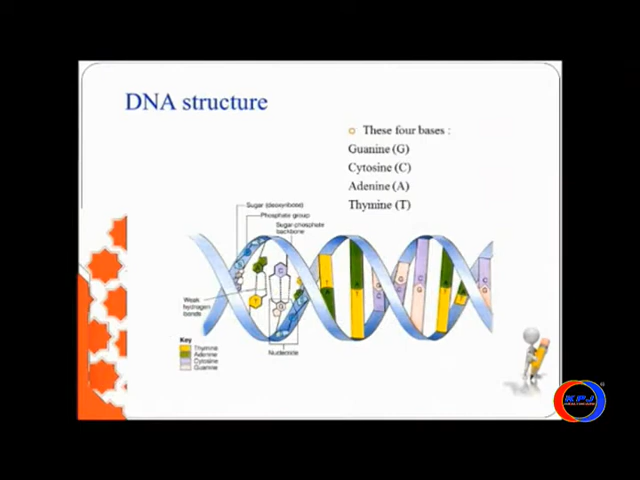 DNA structure
These four bases :
Guanine (G)
Cytosine (C)
Adenine (A)
Thymine (T)
Sugar (deoxyribose)
Phosphate group
Sugar-phosphate
backbone
Weak
hydrogen
bonds
Nucleotide
Key
Thymine
Adenine
Cytosine
Guanine
KPJ